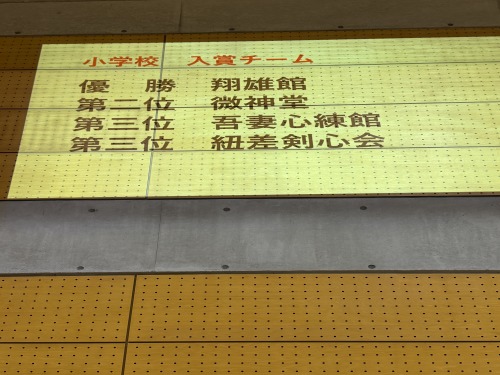 小学校 入賞チーム
優勝 翔雄館
第二位 微神堂
第三位 吾妻心練館
第三位 紐差剣心会